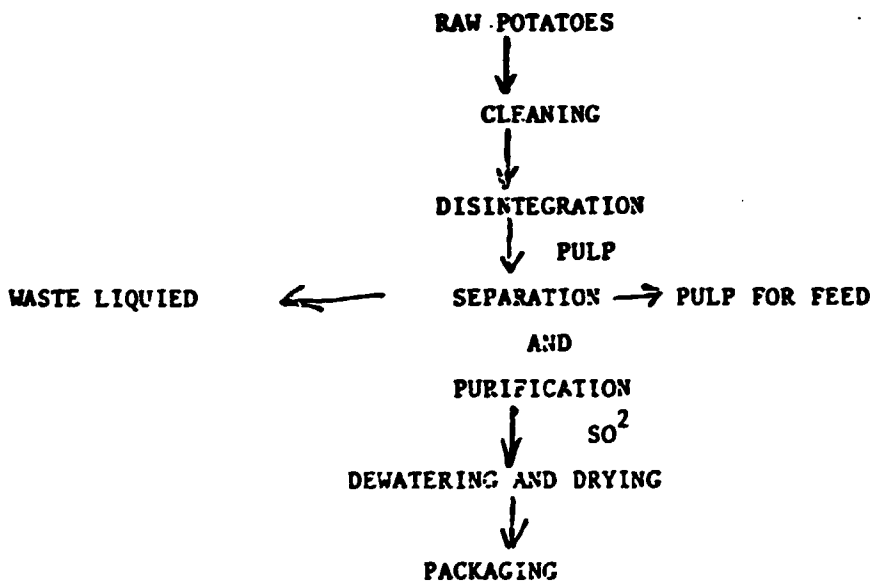 RAW POTATOES
CLEANING
DISINTEGRATION
PULP
WASTE LIQUIED
SEPARATION
PULP FOR FEED
AND
PURIFICATION
SO²
DEWATERING AND DRYING
PACKAGING